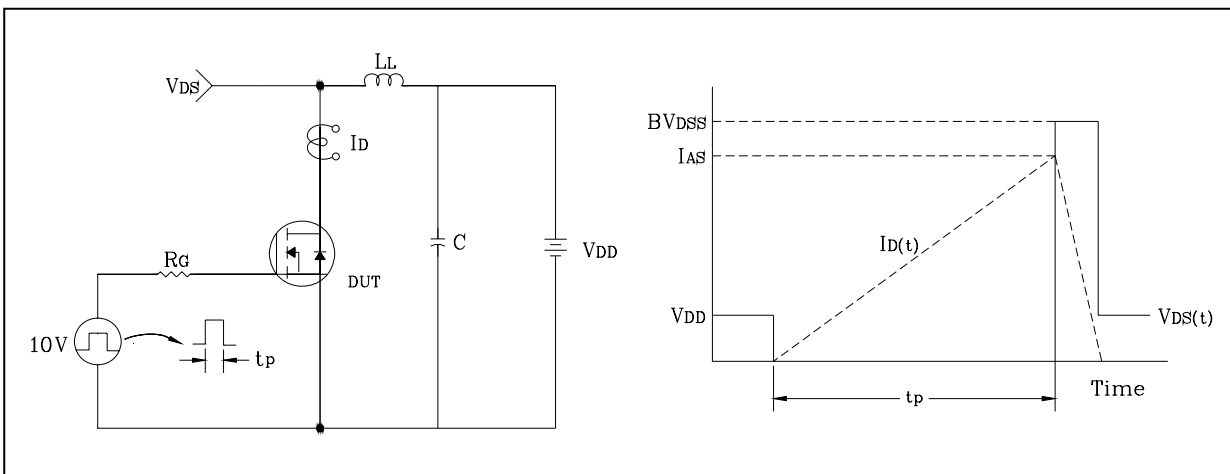 LL
VDS
ID
RG
C
VDD
DUT
10V
tp
BVDSS
IAS
ID(t)
VDD
VDS(t)
Time
tp